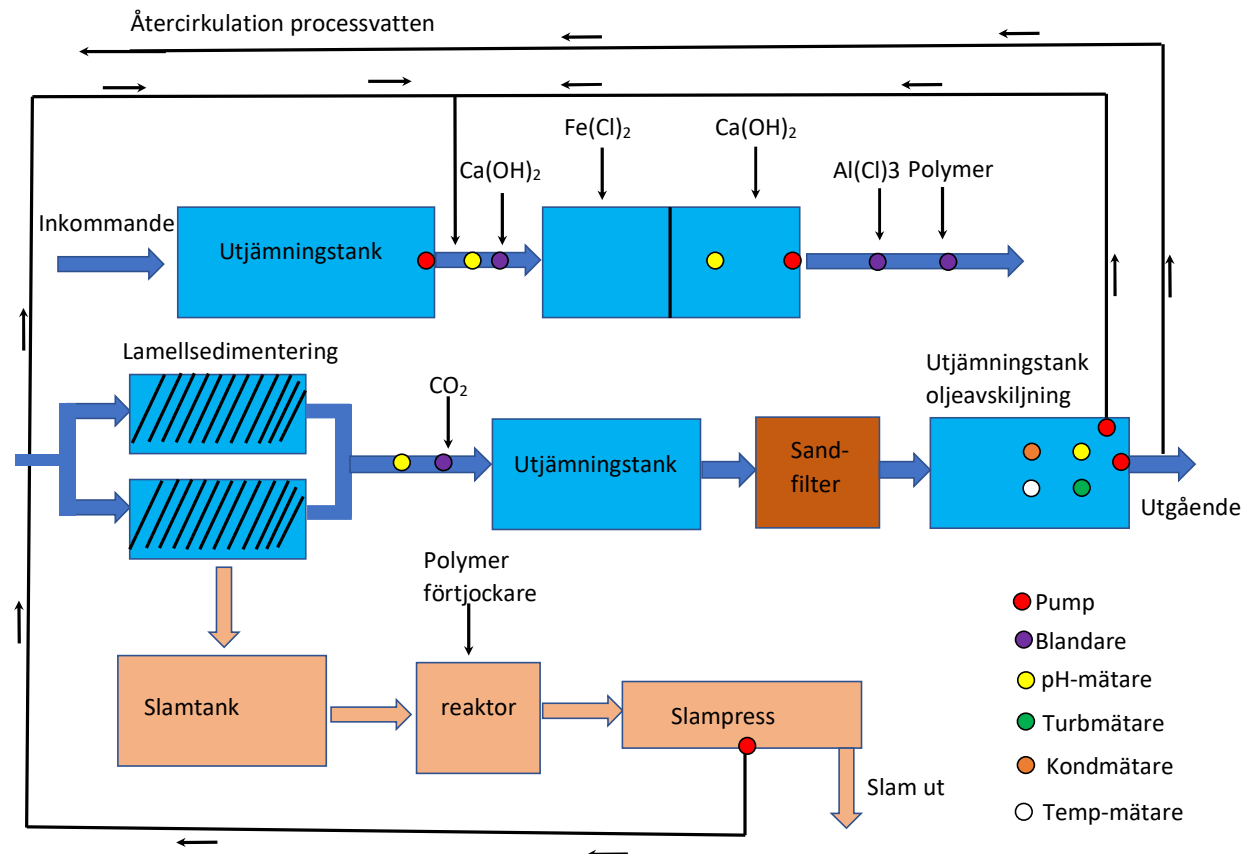 Återcirkulation processvatten
Fe(Cl)₂
Ca(OH)₂
Ca(OH)₂
Al(Cl)3 Polymer
Inkommande
Utjämningstank
Lamellsedimentering
Utjämningstank
oljeavskiljning
CO₂
Utjämningstank
Sand-
filter
Utgående
Polymer
förtjockare
Slamtank
reaktor
Slampress
Slam ut
Pump
Blandare
pH-mätare
Turbmätare
Kondmätare
Temp-mätare